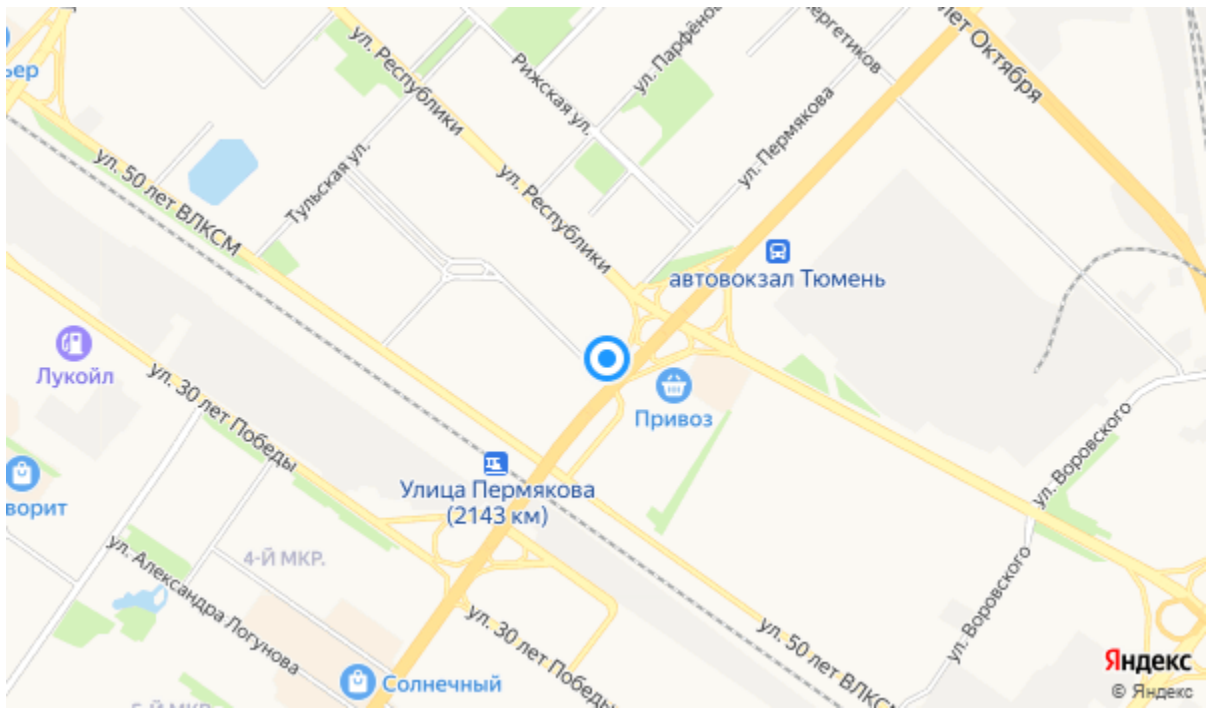 ьер
ул. Республики
ул. Парфёнова
ергетиков
лет Октября
Рижская ул.
ул. Пермякова
ул. 50 лет ВЛКСМ
Тульская ул.
ул. Республики
автовокзал Тюмень
Лукойл
ул. 30 лет Победы
Привоз
ул. Воровского
Улица Пермякова
(2143 км)
ворит
4-Й МКР.
ул. Александра Логунова
ул. 30 лет Победы
ул. 50 лет ВЛКСМ
ул. Воровского
Солнечный
Яндекс
© Яндекс